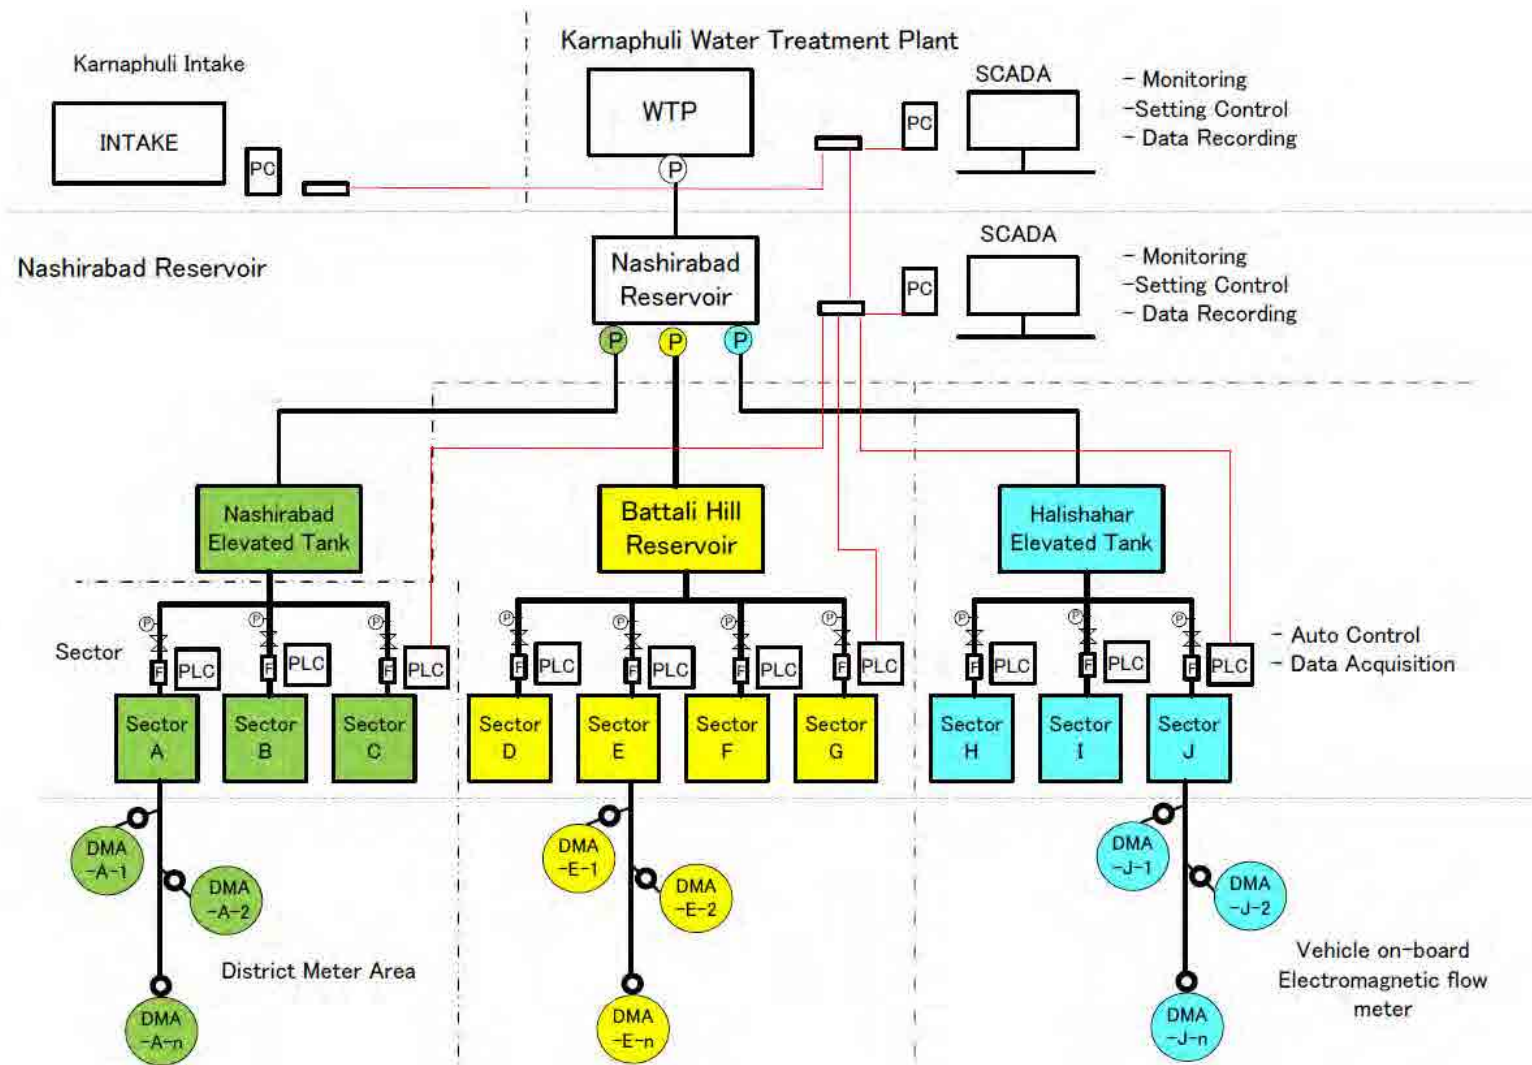 Karnaphuli Water Treatment Plant
Karnaphuli Intake
INTAKE
PC
WTP
P
PC
SCADA
- Monitoring
-Setting Control
- Data Recording
Nashirabad Reservoir
Nashirabad
Reservoir
P
P
P
PC
SCADA
- Monitoring
-Setting Control
- Data Recording
Nashirabad
Elevated Tank
Battali Hill
Reservoir
Halishahar
Elevated Tank
Sector
P
F
PLC
P
F
PLC
P
F
PLC
P
F
PLC
P
F
PLC
P
F
PLC
P
F
PLC
P
F
PLC
P
F
PLC
P
F
PLC
- Auto Control
- Data Acquisition
Sector
A
Sector
B
Sector
C
Sector
D
Sector
E
Sector
F
Sector
G
Sector
H
Sector
I
Sector
J
DMA
-A-1
DMA
-A-2
DMA
-A-n
District Meter Area
DMA
-E-1
DMA
-E-2
DMA
-E-n
DMA
-J-1
DMA
-J-2
DMA
-J-n
Vehicle on-board
Electromagnetic flow
meter